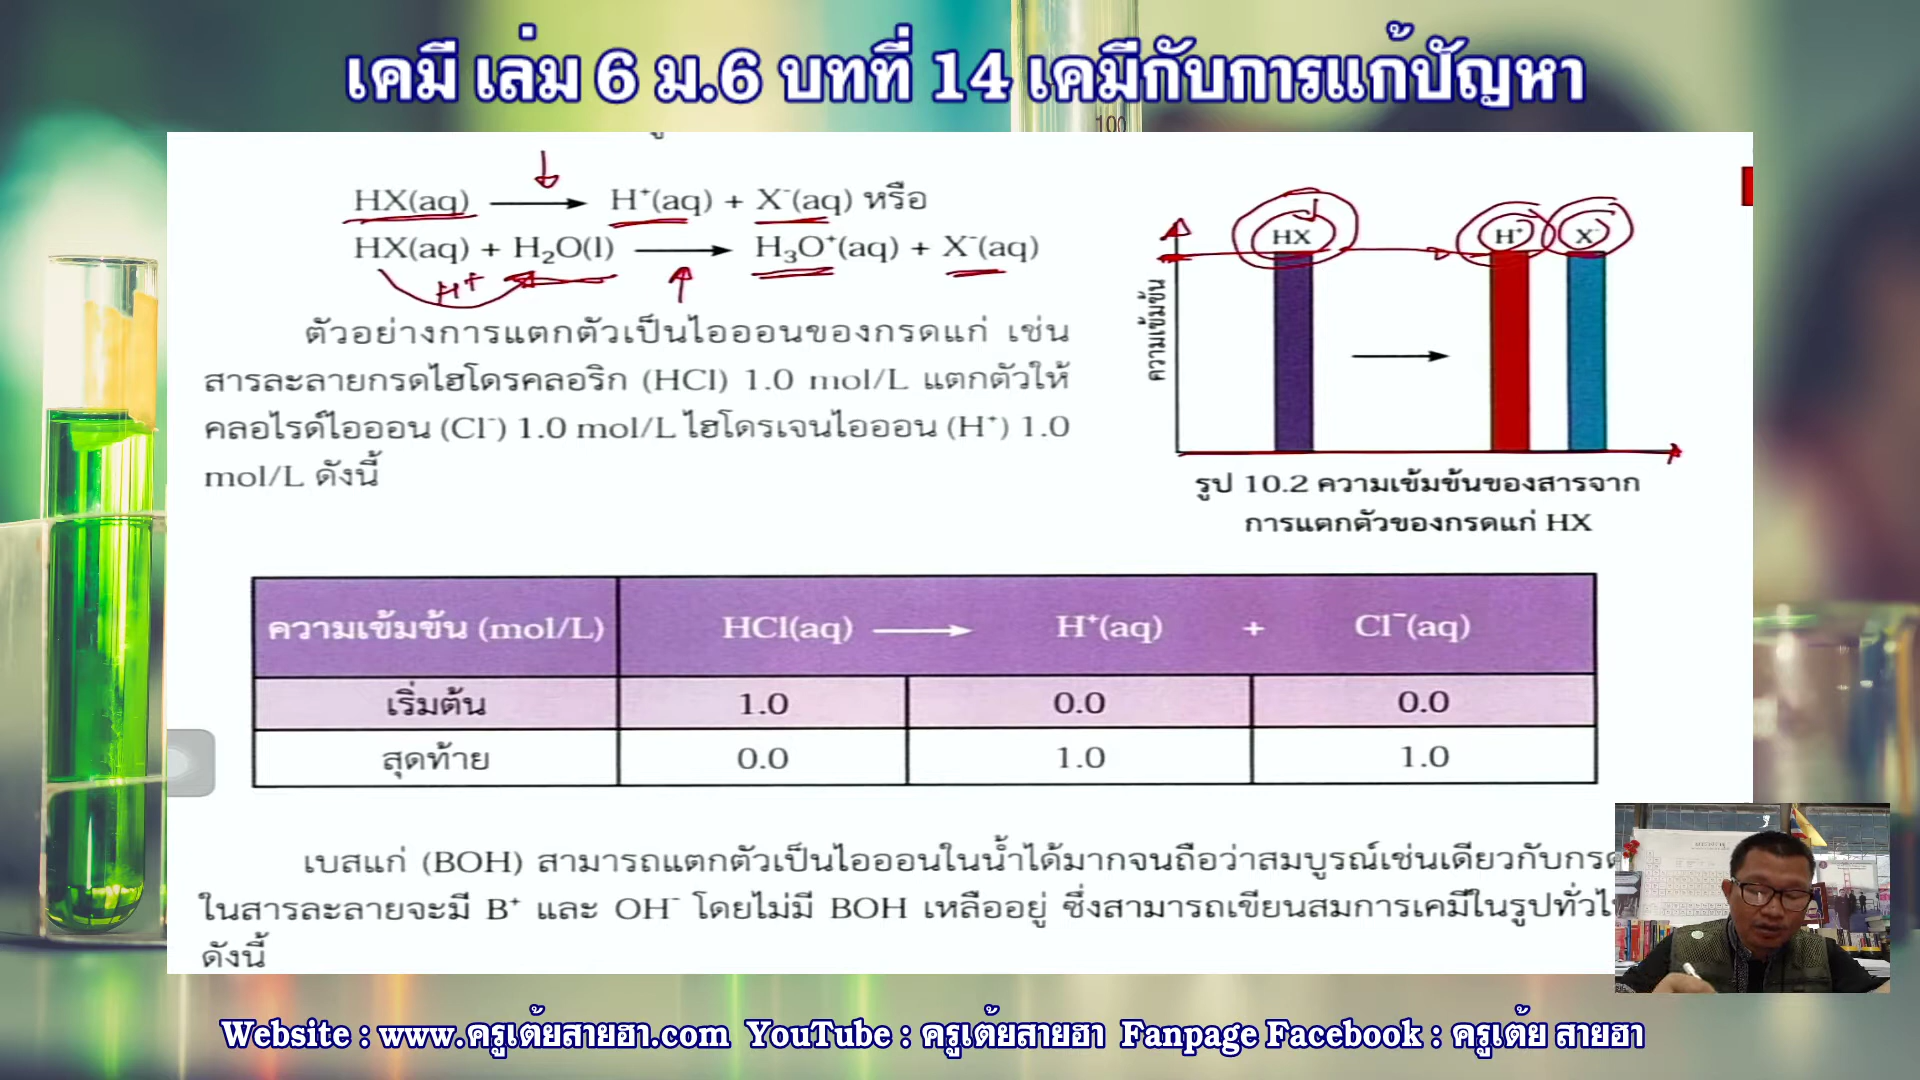 เคมี เล่ม 6 ม.6 บทที่ 14 เคมีกับการแก้ปัญหา
100
HX(aq) ⟶ H⁺(aq) + X⁻(aq) หรือ
HX(aq) + H₂O(l) ⟶ H₃O⁺(aq) + X⁻(aq)
H⁺
ตัวอย่างการแตกตัวเป็นไอออนของกรดแก่ เช่น
สารละลายกรดไฮโดรคลอริก (HCl) 1.0 mol/L แตกตัวให้
คลอไรด์ไอออน (Cl⁻) 1.0 mol/L ไฮโดรเจนไอออน (H⁺) 1.0
mol/L ดังนี้
HX H⁺ X⁻
ความเข้มข้น
รูป 10.2 ความเข้มข้นของสารจาก
การแตกตัวของกรดแก่ HX
ความเข้มข้น (mol/L) HCl(aq) ⟶ H⁺(aq) + Cl⁻(aq)
เริ่มต้น 1.0 0.0 0.0
สุดท้าย 0.0 1.0 1.0
เบสแก่ (BOH) สามารถแตกตัวเป็นไอออนในน้ำได้มากจนถือว่าสมบูรณ์เช่นเดียวกับกรด
ในสารละลายจะมี B⁺ และ OH⁻ โดยไม่มี BOH เหลืออยู่ ซึ่งสามารถเขียนสมการเคมีในรูปทั่วไ
ดังนี้
Website : www.ครูเต้ยสายฮา.com YouTube : ครูเต้ยสายฮา Fanpage Facebook : ครูเต้ย สายฮา